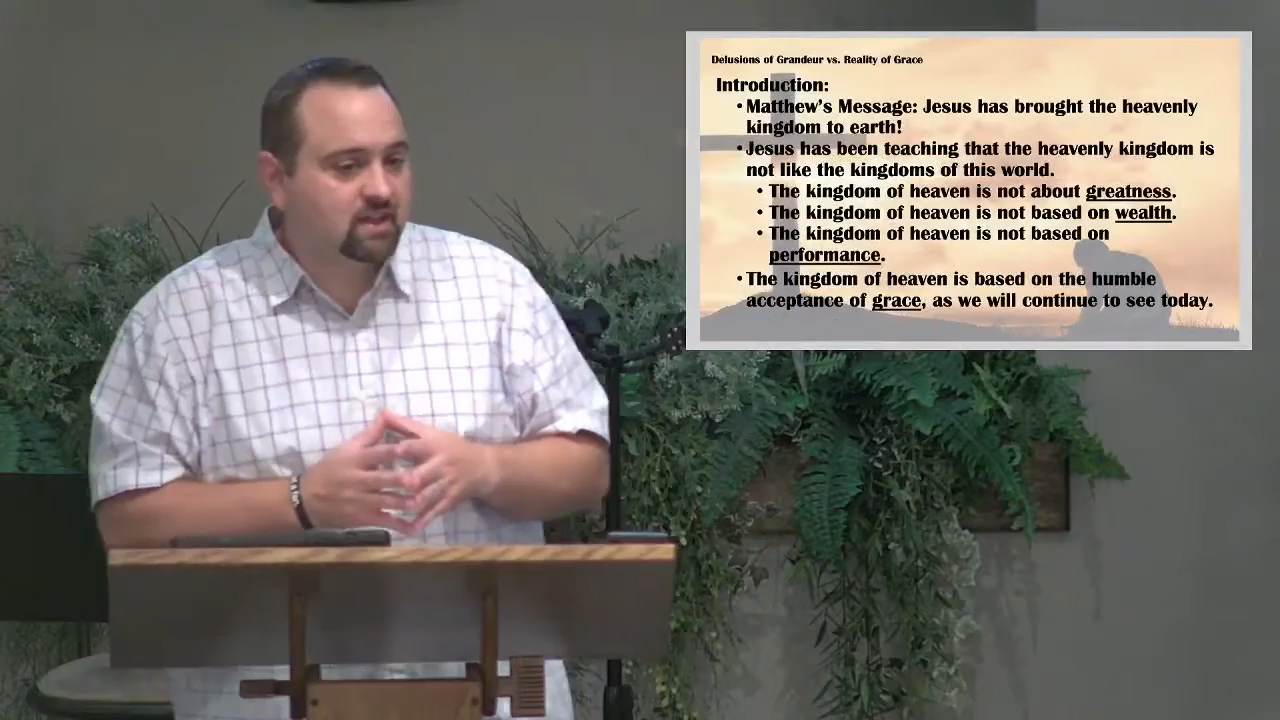 Delusions of Grandeur vs. Reality of Grace
Introduction:
• Matthew's Message: Jesus has brought the heavenly
kingdom to earth!
• Jesus has been teaching that the heavenly kingdom is
not like the kingdoms of this world.
• The kingdom of heaven is not about greatness.
• The kingdom of heaven is not based on wealth.
• The kingdom of heaven is not based on
performance.
• The kingdom of heaven is based on the humble
acceptance of grace, as we will continue to see today.